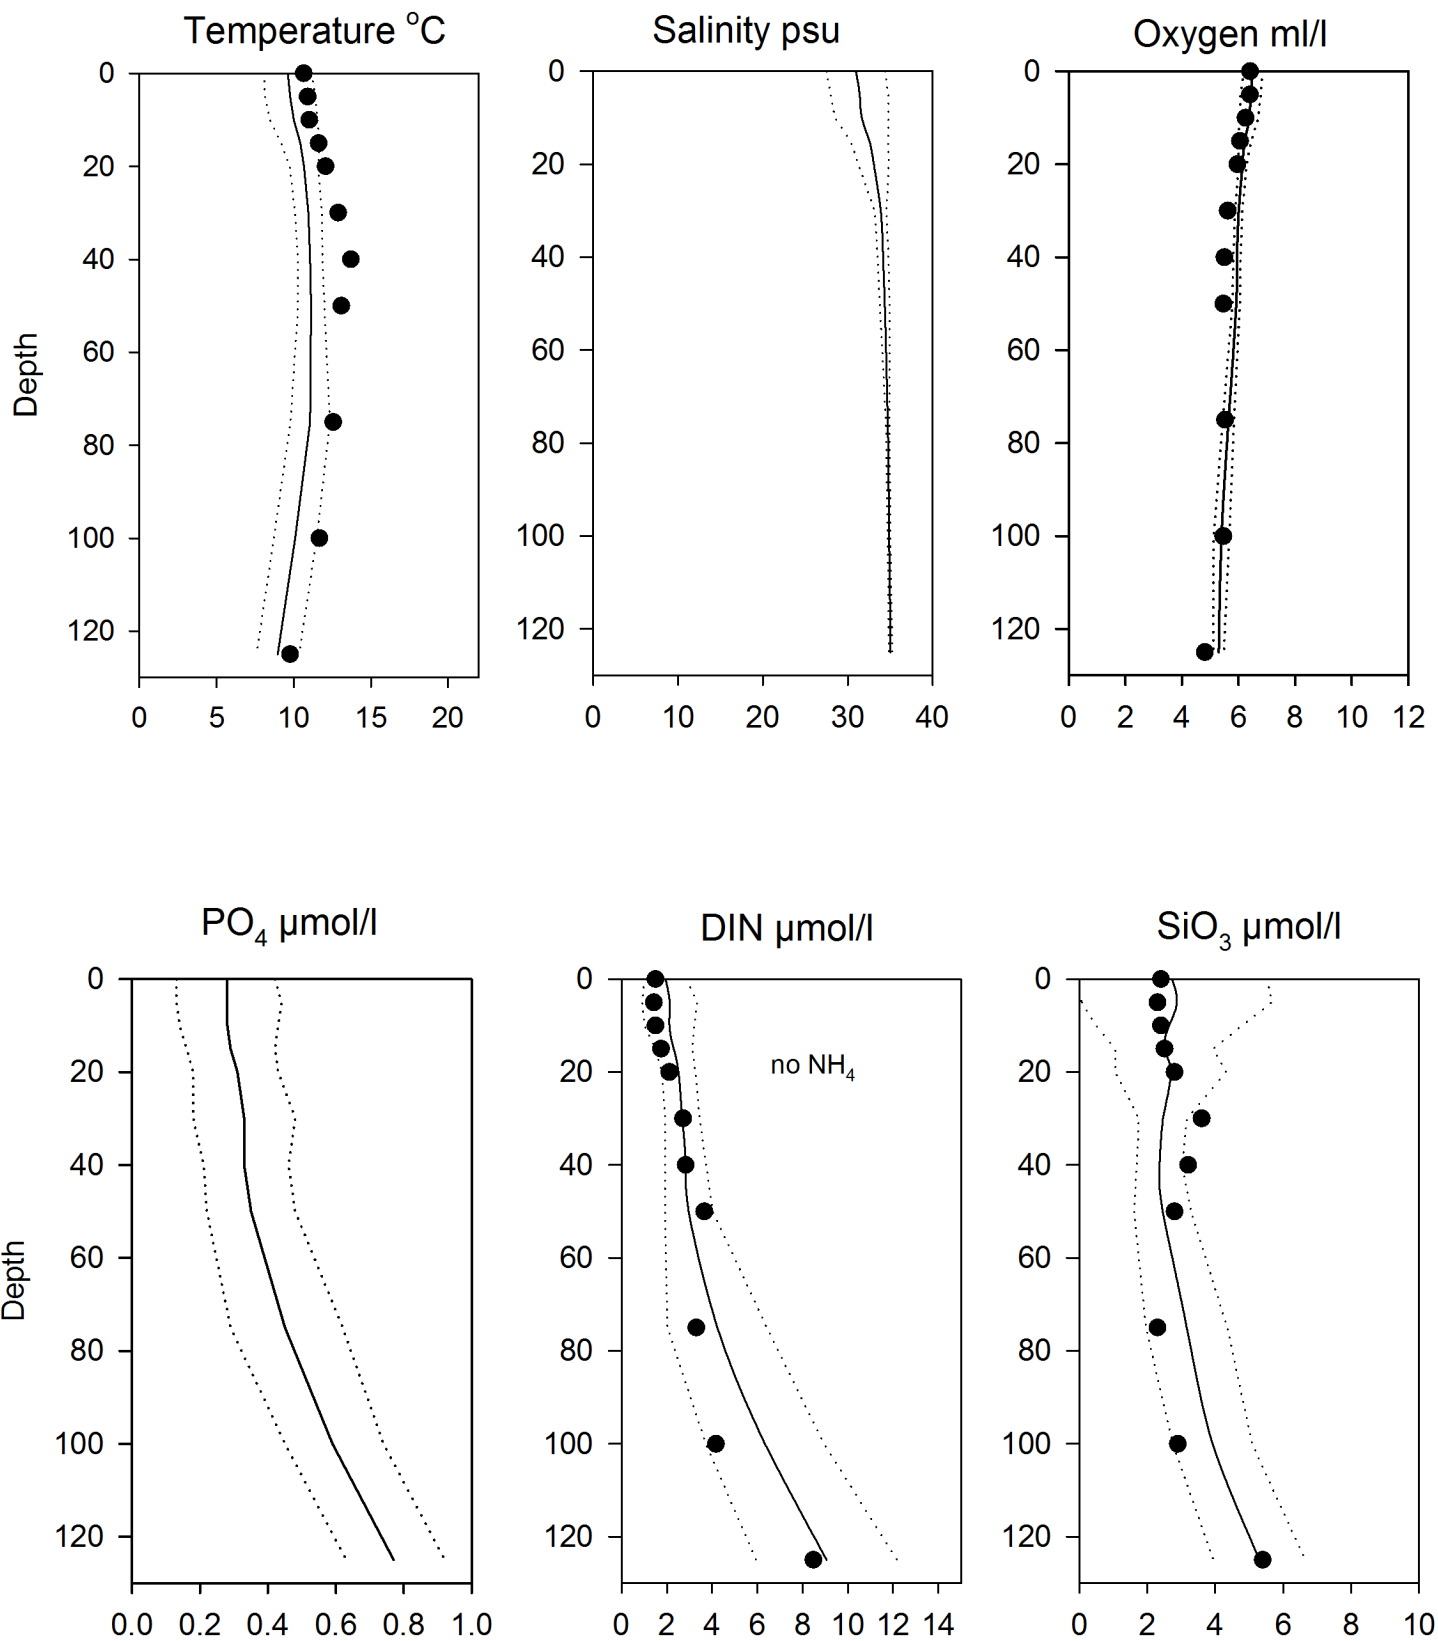 Temperature °C
Salinity psu
Oxygen ml/l
Depth
0
20
40
60
80
100
120
0 5 10 15 20
0
20
40
60
80
100
120
0 10 20 30 40
0
20
40
60
80
100
120
0 2 4 6 8 10 12
PO₄ µmol/l
DIN µmol/l
SiO₃ µmol/l
Depth
0
20
40
60
80
100
120
0.0 0.2 0.4 0.6 0.8 1.0
no NH₄
0
20
40
60
80
100
120
0 2 4 6 8 10 12 14
0
20
40
60
80
100
120
0 2 4 6 8 10